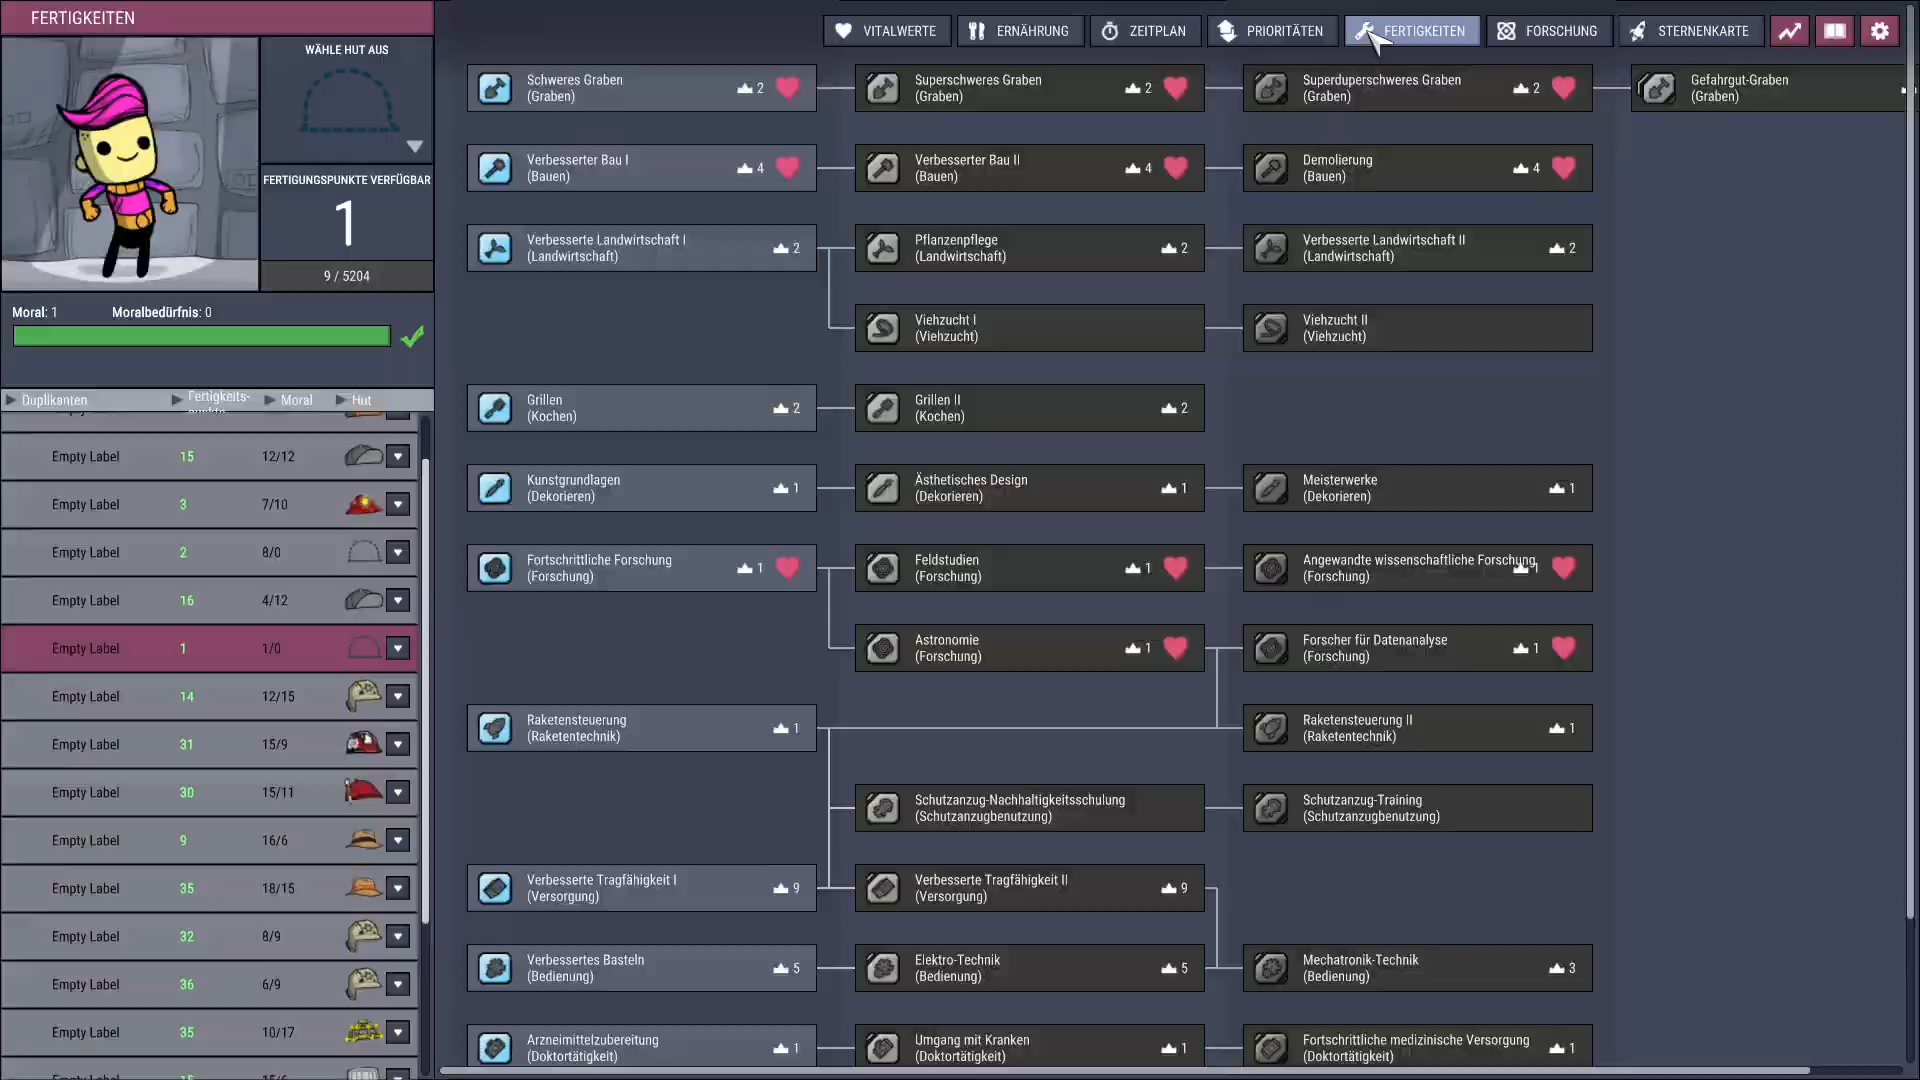 FERTIGKEITEN
VITALWERTE
ERNÄHRUNG
ZEITPLAN
PRIORITÄTEN
FERTIGKEITEN
FORSCHUNG
STERNENKARTE
WÄHLE HUT AUS
FERTIGUNGSPUNKTE VERFÜGBAR
1
9 / 5204
Moral: 1
Moralbedürfnis: 0
Duplikanten
Fertigkeits-
Moral
Hut
Empty Label 15 12/12
Empty Label 3 7/10
Empty Label 2 8/0
Empty Label 16 4/12
Empty Label 1 1/0
Empty Label 14 12/15
Empty Label 31 15/9
Empty Label 30 15/11
Empty Label 9 16/6
Empty Label 35 18/15
Empty Label 32 8/9
Empty Label 36 6/9
Empty Label 35 10/17
Schweres Graben
(Graben)
2
Superschweres Graben
(Graben)
2
Superduperschweres Graben
(Graben)
2
Gefahrgut-Graben
(Graben)
Verbesserter Bau I
(Bauen)
4
Verbesserter Bau II
(Bauen)
4
Demolierung
(Bauen)
4
Verbesserte Landwirtschaft I
(Landwirtschaft)
2
Pflanzenpflege
(Landwirtschaft)
2
Verbesserte Landwirtschaft II
(Landwirtschaft)
2
Viehzucht I
(Viehzucht)
Viehzucht II
(Viehzucht)
Grillen
(Kochen)
2
Grillen II
(Kochen)
2
Kunstgrundlagen
(Dekorieren)
1
Ästhetisches Design
(Dekorieren)
1
Meisterwerke
(Dekorieren)
1
Fortschrittliche Forschung
(Forschung)
1
Feldstudien
(Forschung)
1
Angewandte wissenschaftliche Forschung
(Forschung)
1
Astronomie
(Forschung)
1
Forscher für Datenanalyse
(Forschung)
1
Raketensteuerung
(Raketentechnik)
1
Raketensteuerung II
(Raketentechnik)
1
Schutzanzug-Nachhaltigkeitsschulung
(Schutzanzugbenutzung)
Schutzanzug-Training
(Schutzanzugbenutzung)
Verbesserte Tragfähigkeit I
(Versorgung)
9
Verbesserte Tragfähigkeit II
(Versorgung)
9
Verbessertes Basteln
(Bedienung)
5
Elektro-Technik
(Bedienung)
5
Mechatronik-Technik
(Bedienung)
3
Arzneimittelzubereitung
(Doktortätigkeit)
1
Umgang mit Kranken
(Doktortätigkeit)
1
Fortschrittliche medizinische Versorgung
(Doktortätigkeit)
1